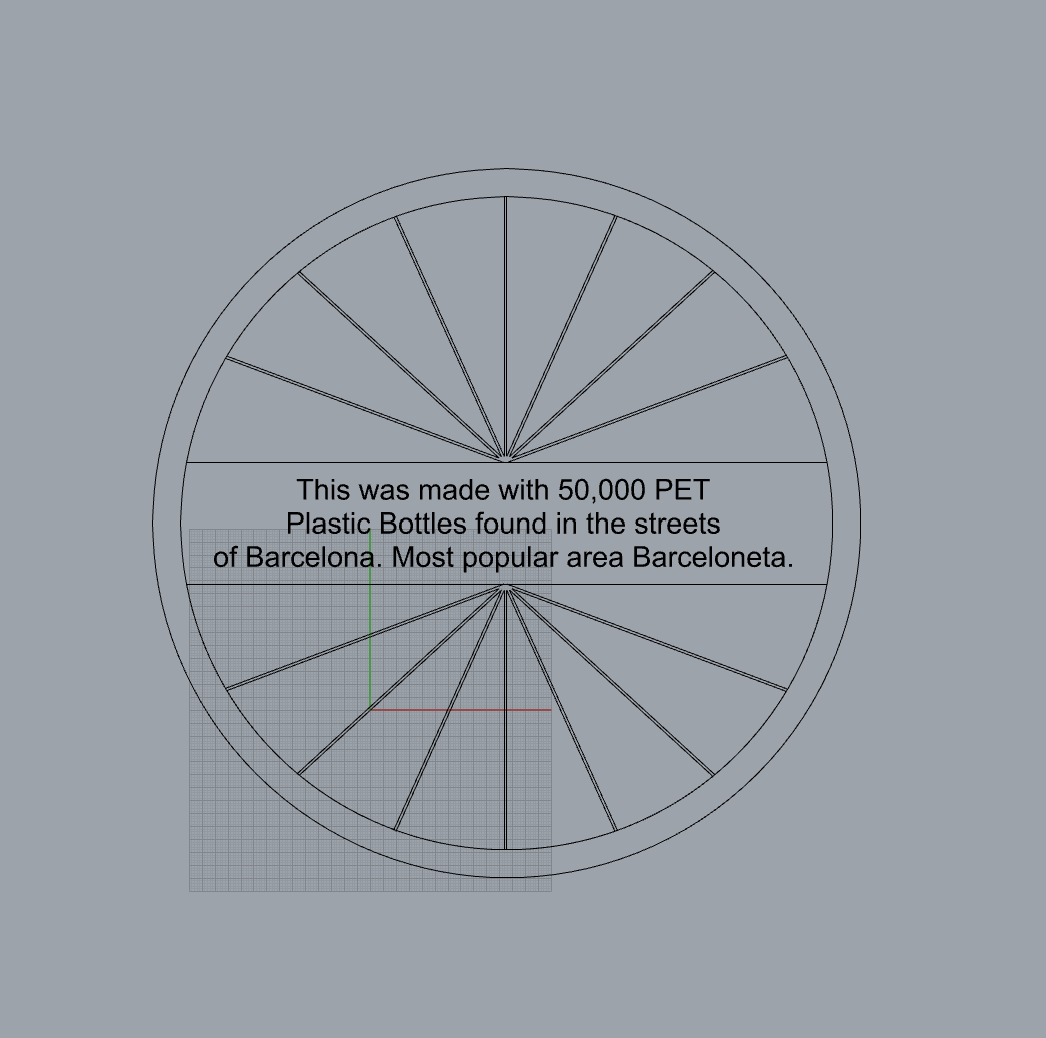 This was made with 50,000 PET
Plastic Bottles found in the streets
of Barcelona. Most popular area Barceloneta.